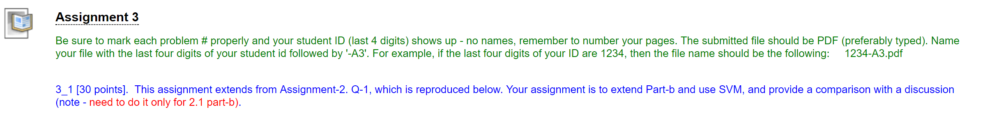 Assignment 3
Be sure to mark each problem # properly and your student ID (last 4 digits) shows up - no names, remember to number your pages. The submitted file should be PDF (preferably typed). Name
your file with the last four digits of your student id followed by '-A3'. For example, if the last four digits of your ID are 1234, then the file name should be the following: 1234-A3.pdf
3_1 [30 points]. This assignment extends from Assignment-2. Q-1, which is reproduced below. Your assignment is to extend Part-b and use SVM, and provide a comparison with a discussion
(note - need to do it only for 2.1 part-b).